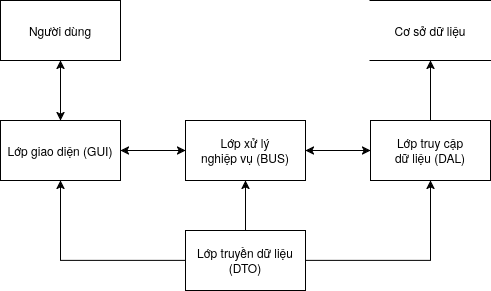 Người dùng
Cơ sở dữ liệu
Lớp giao diện (GUI)
Lớp xử lý
nghiệp vụ (BUS)
Lớp truy cập
dữ liệu (DAL)
Lớp truyền dữ liệu
(DTO)